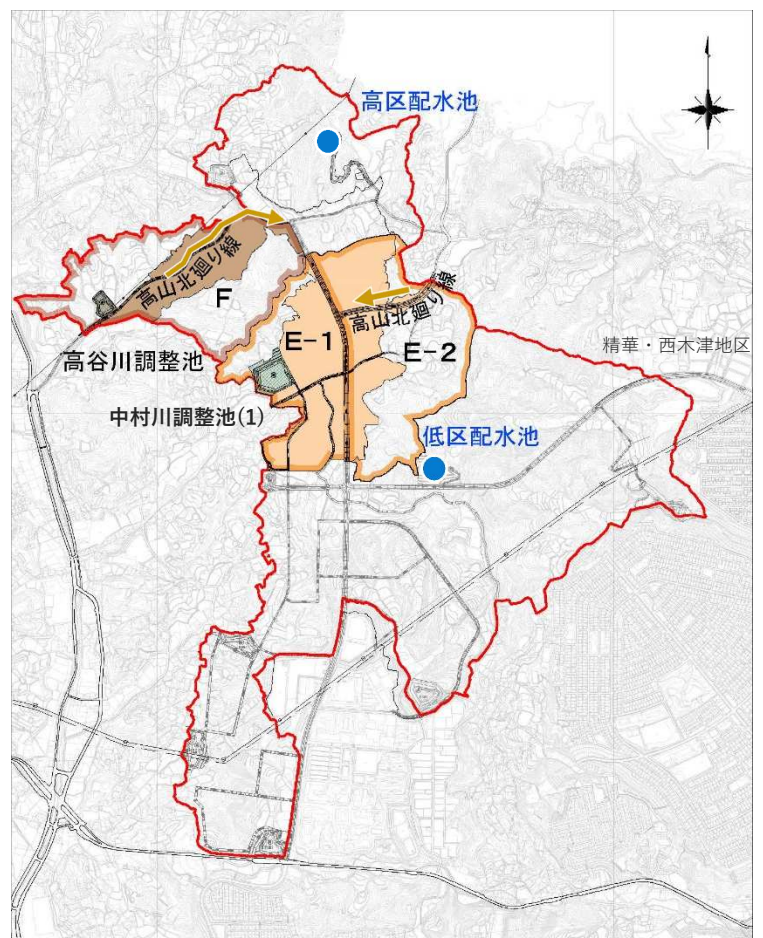 高区配水池
高山北廻り線
F
高山北廻り線
E-1
E-2
精華・西木津地区
高谷川調整池
中村川調整池(1)
低区配水池